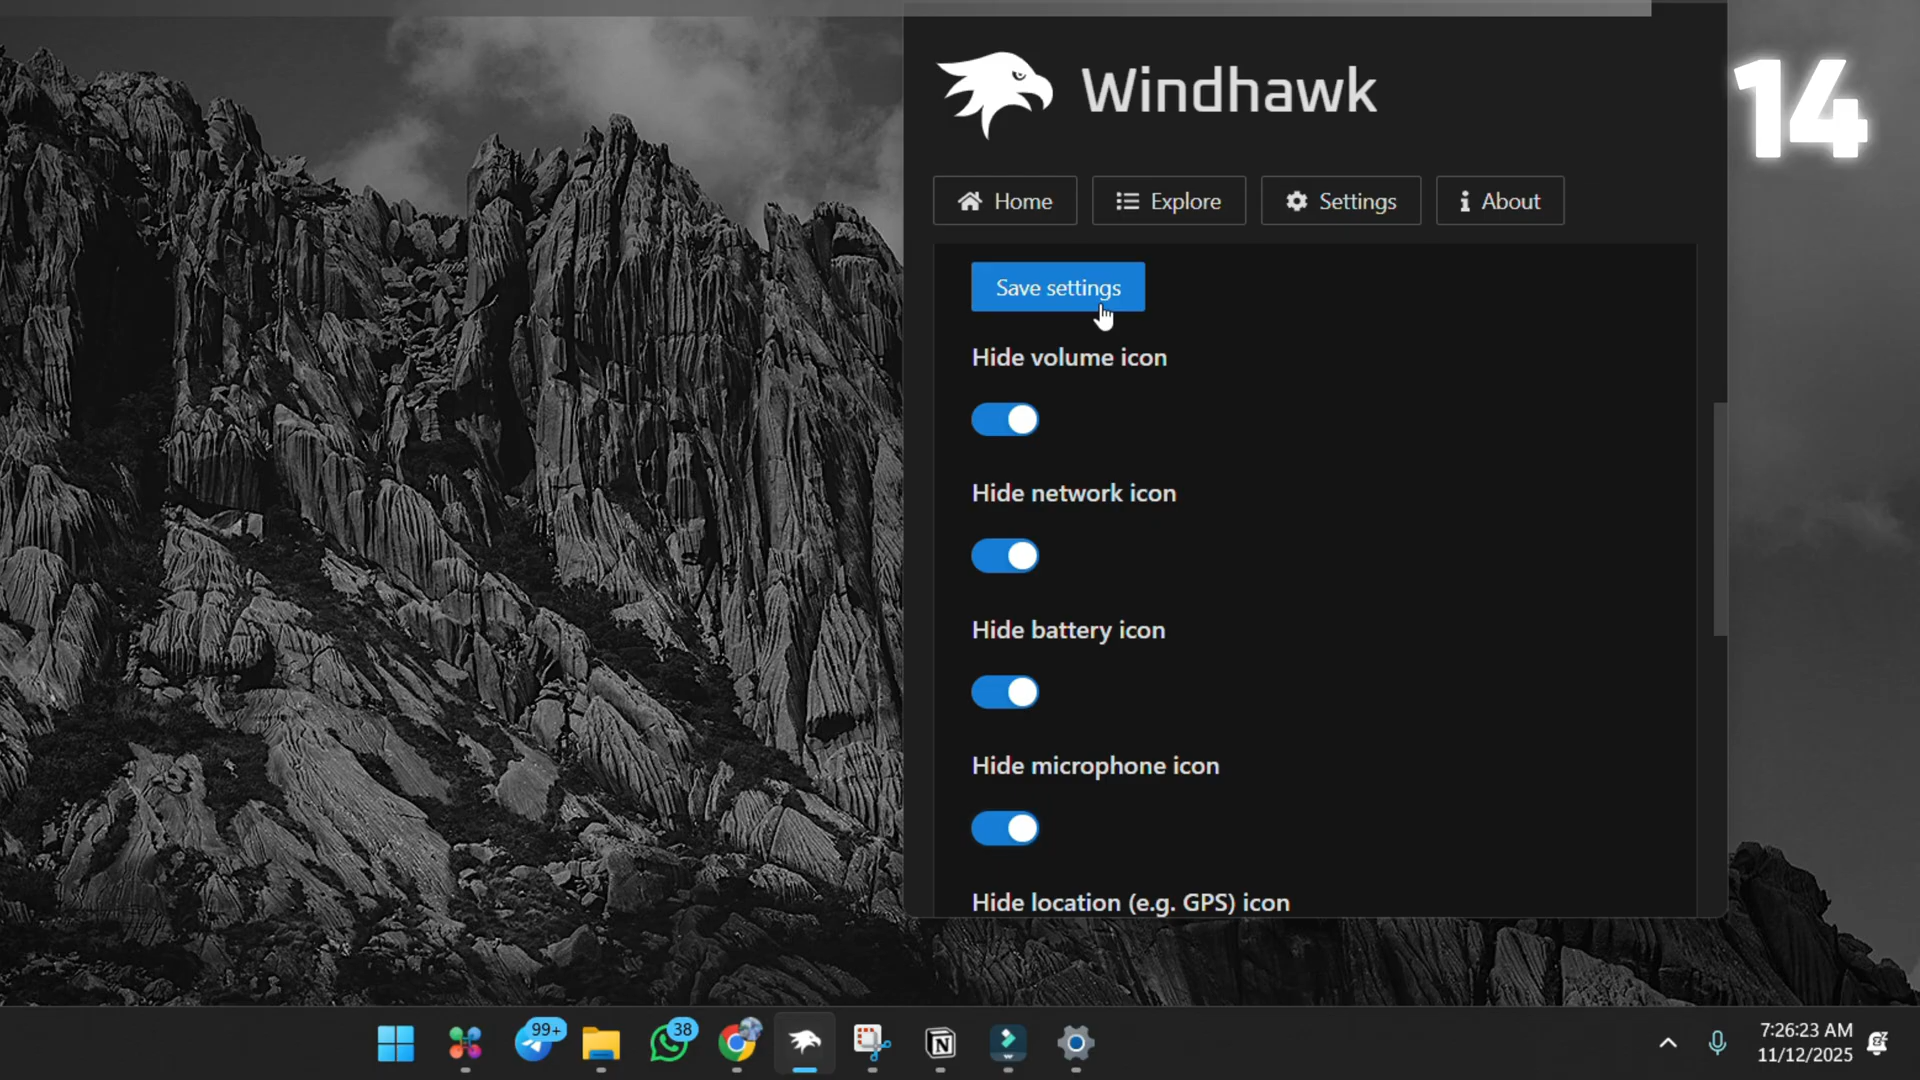 Windhawk
14
Home
Explore
Settings
About
Save settings
Hide volume icon
Hide network icon
Hide battery icon
Hide microphone icon
Hide location (e.g. GPS) icon
99+
38
7:26:23 AM
11/12/2025